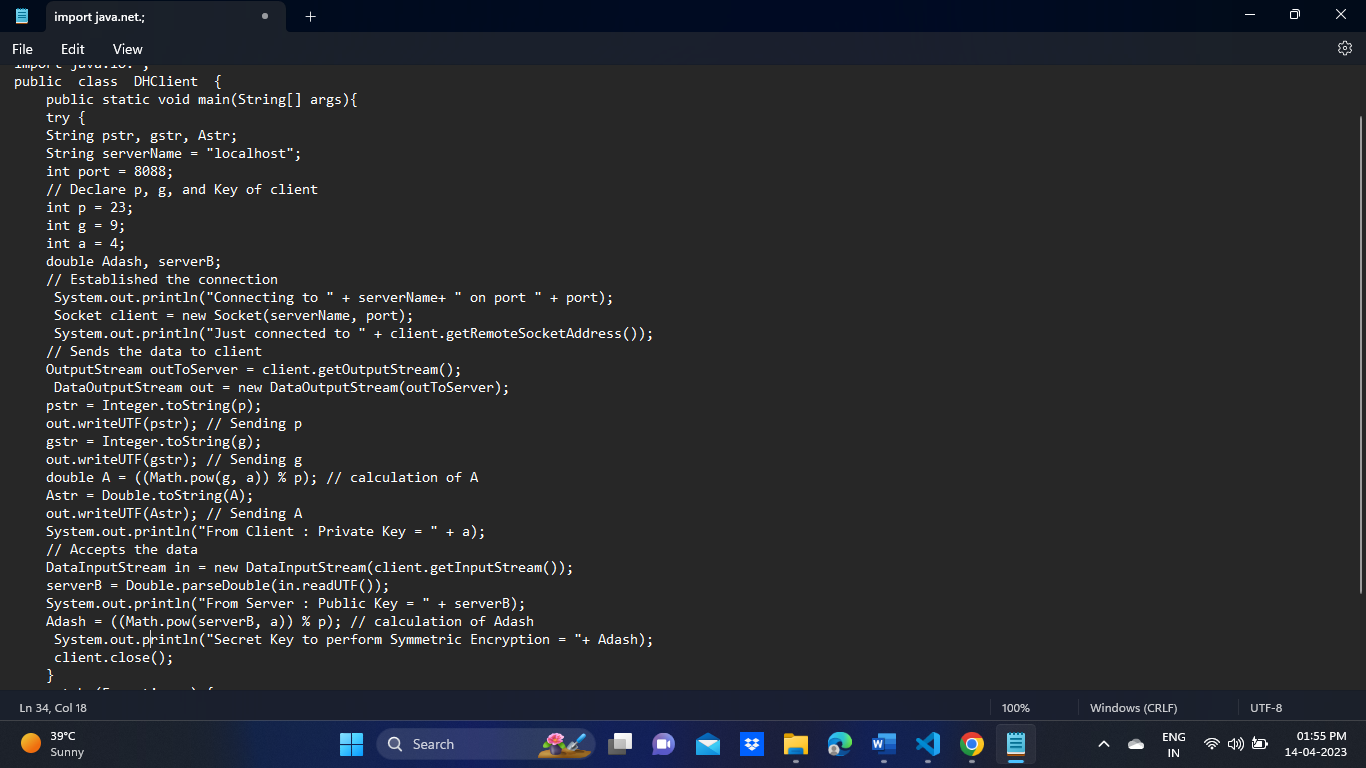 import java.net.;
File Edit View
import java.io. ;
public  class  DHClient  {
    public static void main(String[] args){
    try {
    String pstr, gstr, Astr;
    String serverName = "localhost";
    int port = 8088;
    // Declare p, g, and Key of client
    int p = 23;
    int g = 9;
    int a = 4;
    double Adash, serverB;
    // Established the connection
     System.out.println("Connecting to " + serverName+ " on port " + port);
     Socket client = new Socket(serverName, port);
     System.out.println("Just connected to " + client.getRemoteSocketAddress());
    // Sends the data to client
    OutputStream outToServer = client.getOutputStream();
     DataOutputStream out = new DataOutputStream(outToServer);
    pstr = Integer.toString(p);
    out.writeUTF(pstr); // Sending p
    gstr = Integer.toString(g);
    out.writeUTF(gstr); // Sending g
    double A = ((Math.pow(g, a)) % p); // calculation of A
    Astr = Double.toString(A);
    out.writeUTF(Astr); // Sending A
    System.out.println("From Client : Private Key = " + a);
    // Accepts the data
    DataInputStream in = new DataInputStream(client.getInputStream());
    serverB = Double.parseDouble(in.readUTF());
    System.out.println("From Server : Public Key = " + serverB);
    Adash = ((Math.pow(serverB, a)) % p); // calculation of Adash
     System.out.println("Secret Key to perform Symmetric Encryption = "+ Adash);
     client.close();
    }
Ln 34, Col 18
100%
Windows (CRLF)
UTF-8
39°C
Sunny
Search
ENG
IN
01:55 PM
14-04-2023